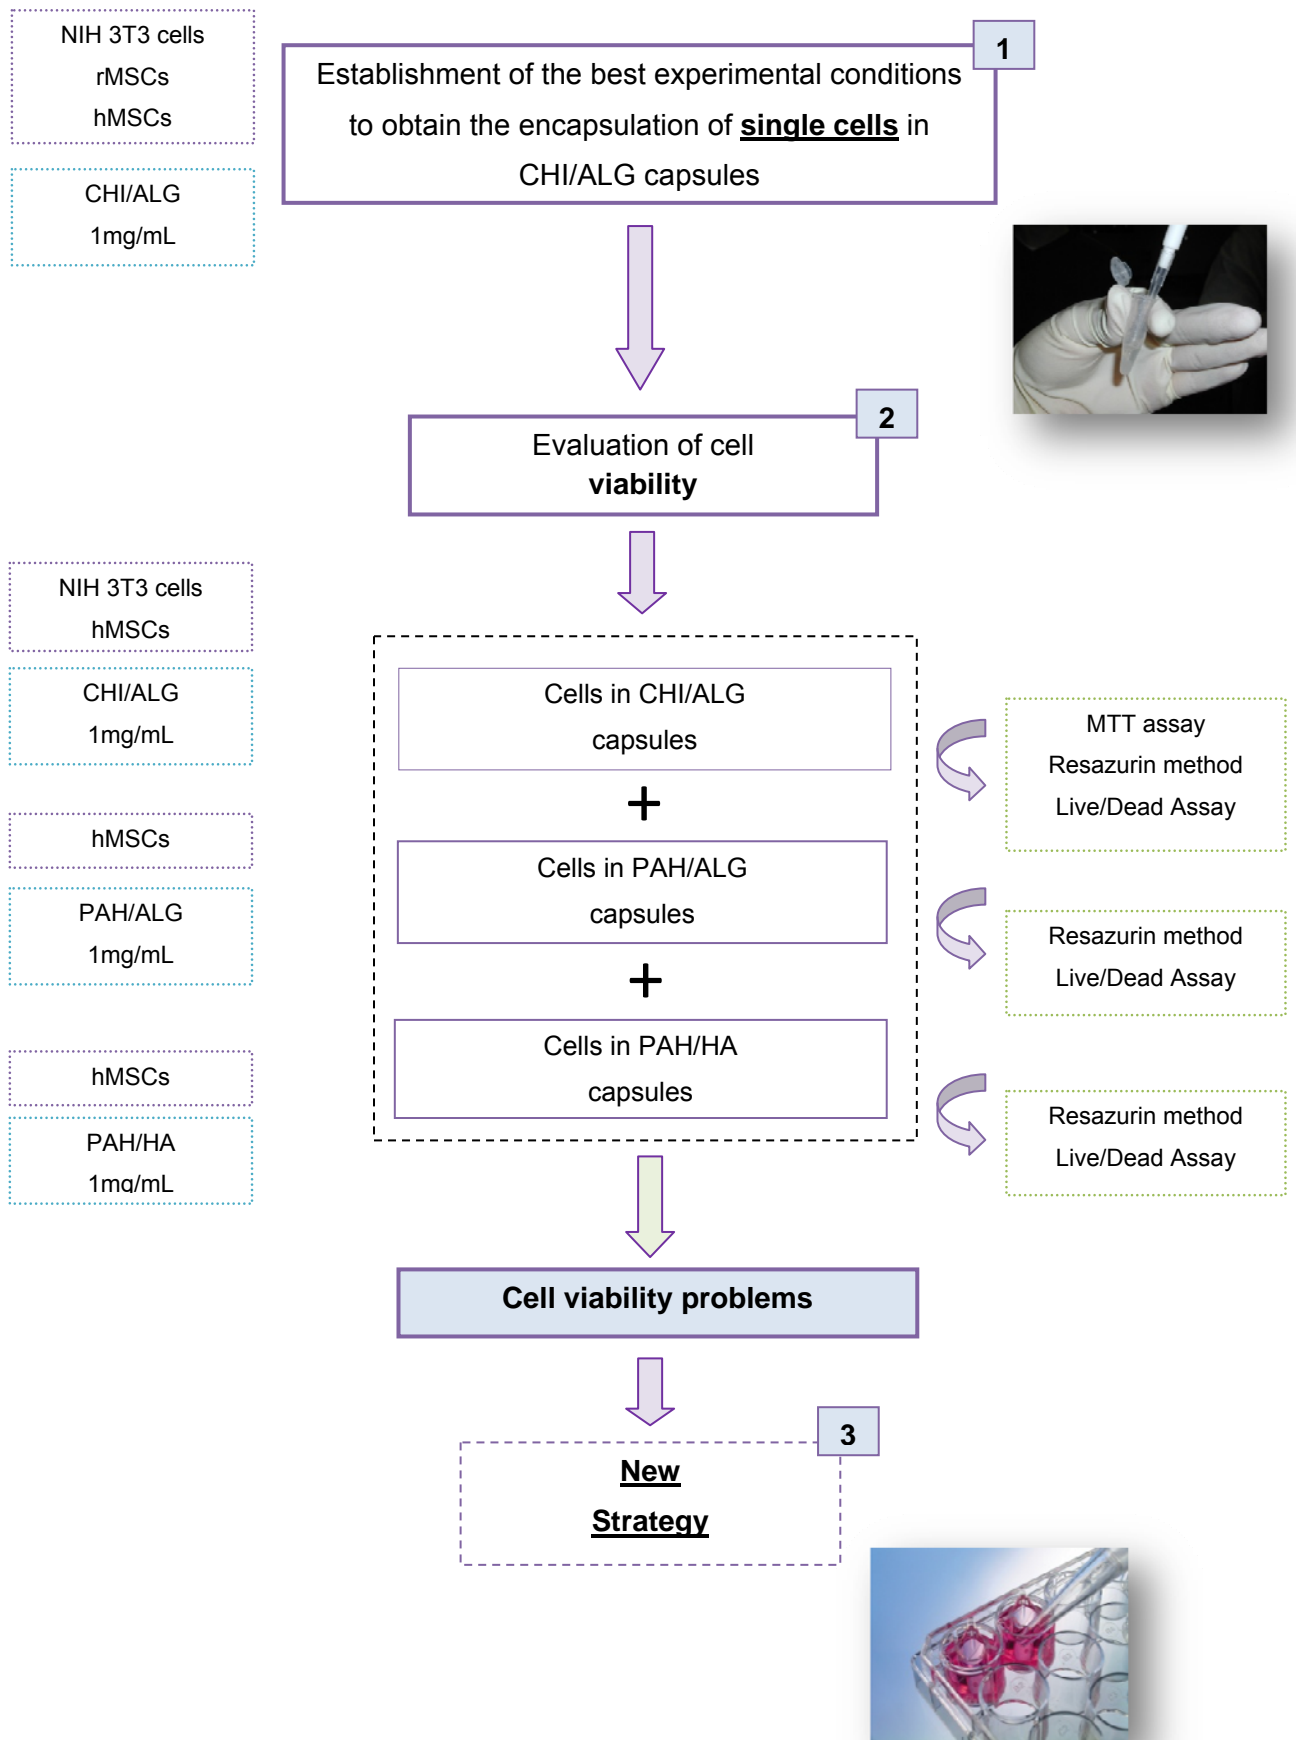 NIH 3T3 cells
rMSCs
hMSCs
CHI/ALG
1mg/mL
1
Establishment of the best experimental conditions
to obtain the encapsulation of single cells in
CHI/ALG capsules
2
Evaluation of cell
viability
NIH 3T3 cells
hMSCs
CHI/ALG
1mg/mL
Cells in CHI/ALG
capsules
MTT assay
Resazurin method
Live/Dead Assay
+
hMSCs
PAH/ALG
1mg/mL
Cells in PAH/ALG
capsules
Resazurin method
Live/Dead Assay
+
hMSCs
PAH/HA
1mg/mL
Cells in PAH/HA
capsules
Resazurin method
Live/Dead Assay
Cell viability problems
3
New
Strategy